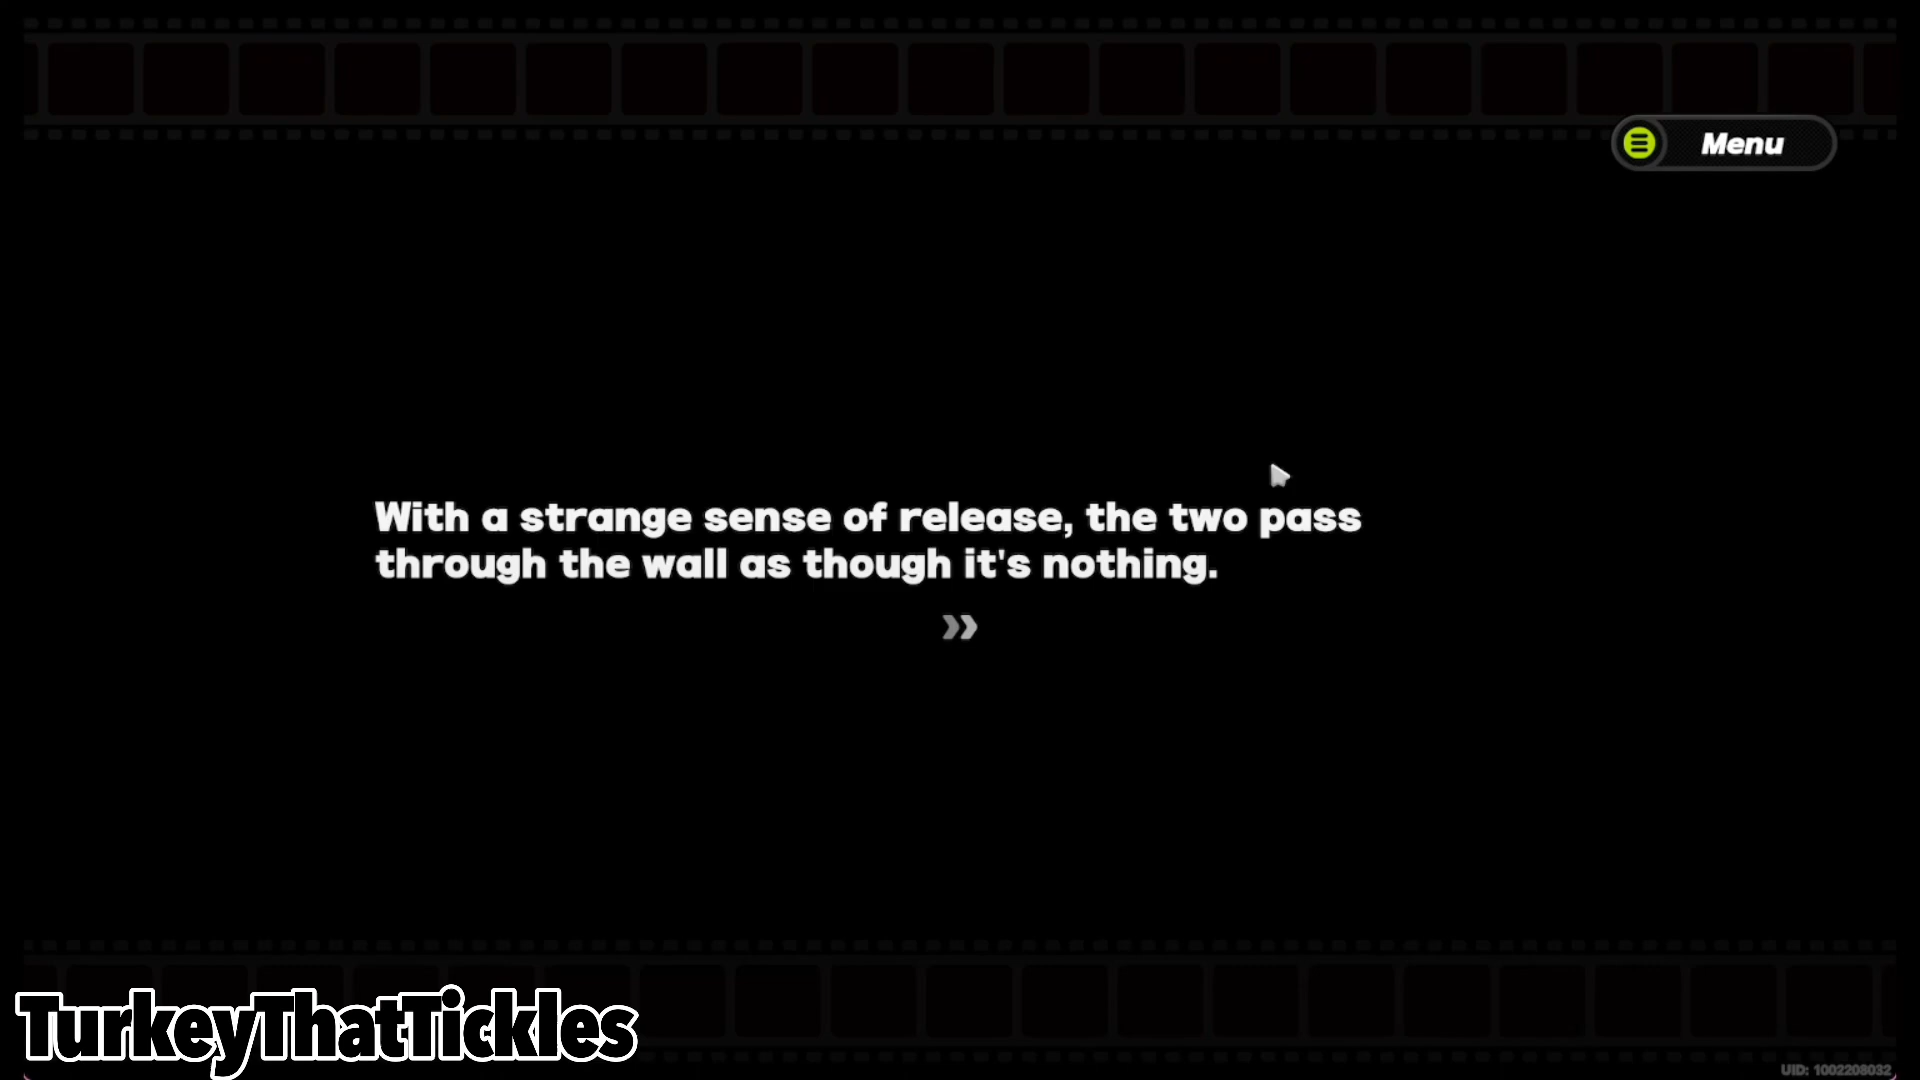 Menu
With a strange sense of release, the two pass
through the wall as though it's nothing.
TurkeyThatTickles
UID: 1002208032